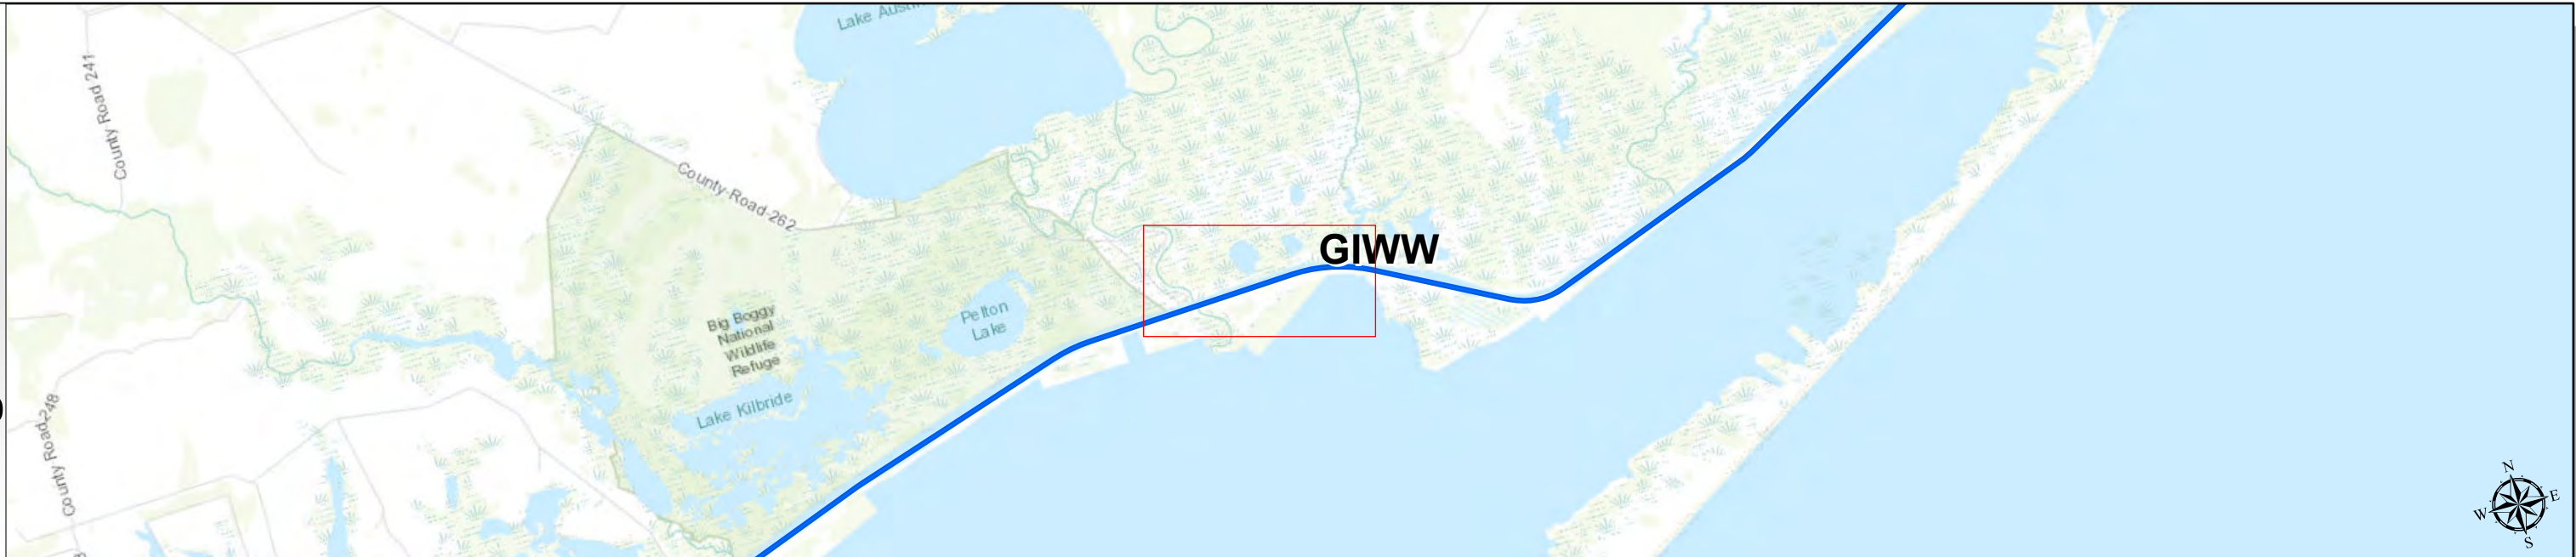 Lake Austin
County Road 241
County Road 262
GIWW
Pelton
Lake
Big Boggy
National
Wildlife
Refuge
Lake Kilbride
County Road 248
N
W
E
S